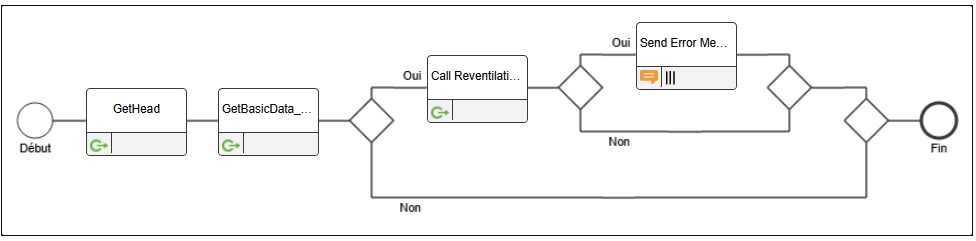 Début
GetHead
GetBasicData_...
Oui
Call Reventilati...
Oui
Send Error Me...
Non
Non
Fin